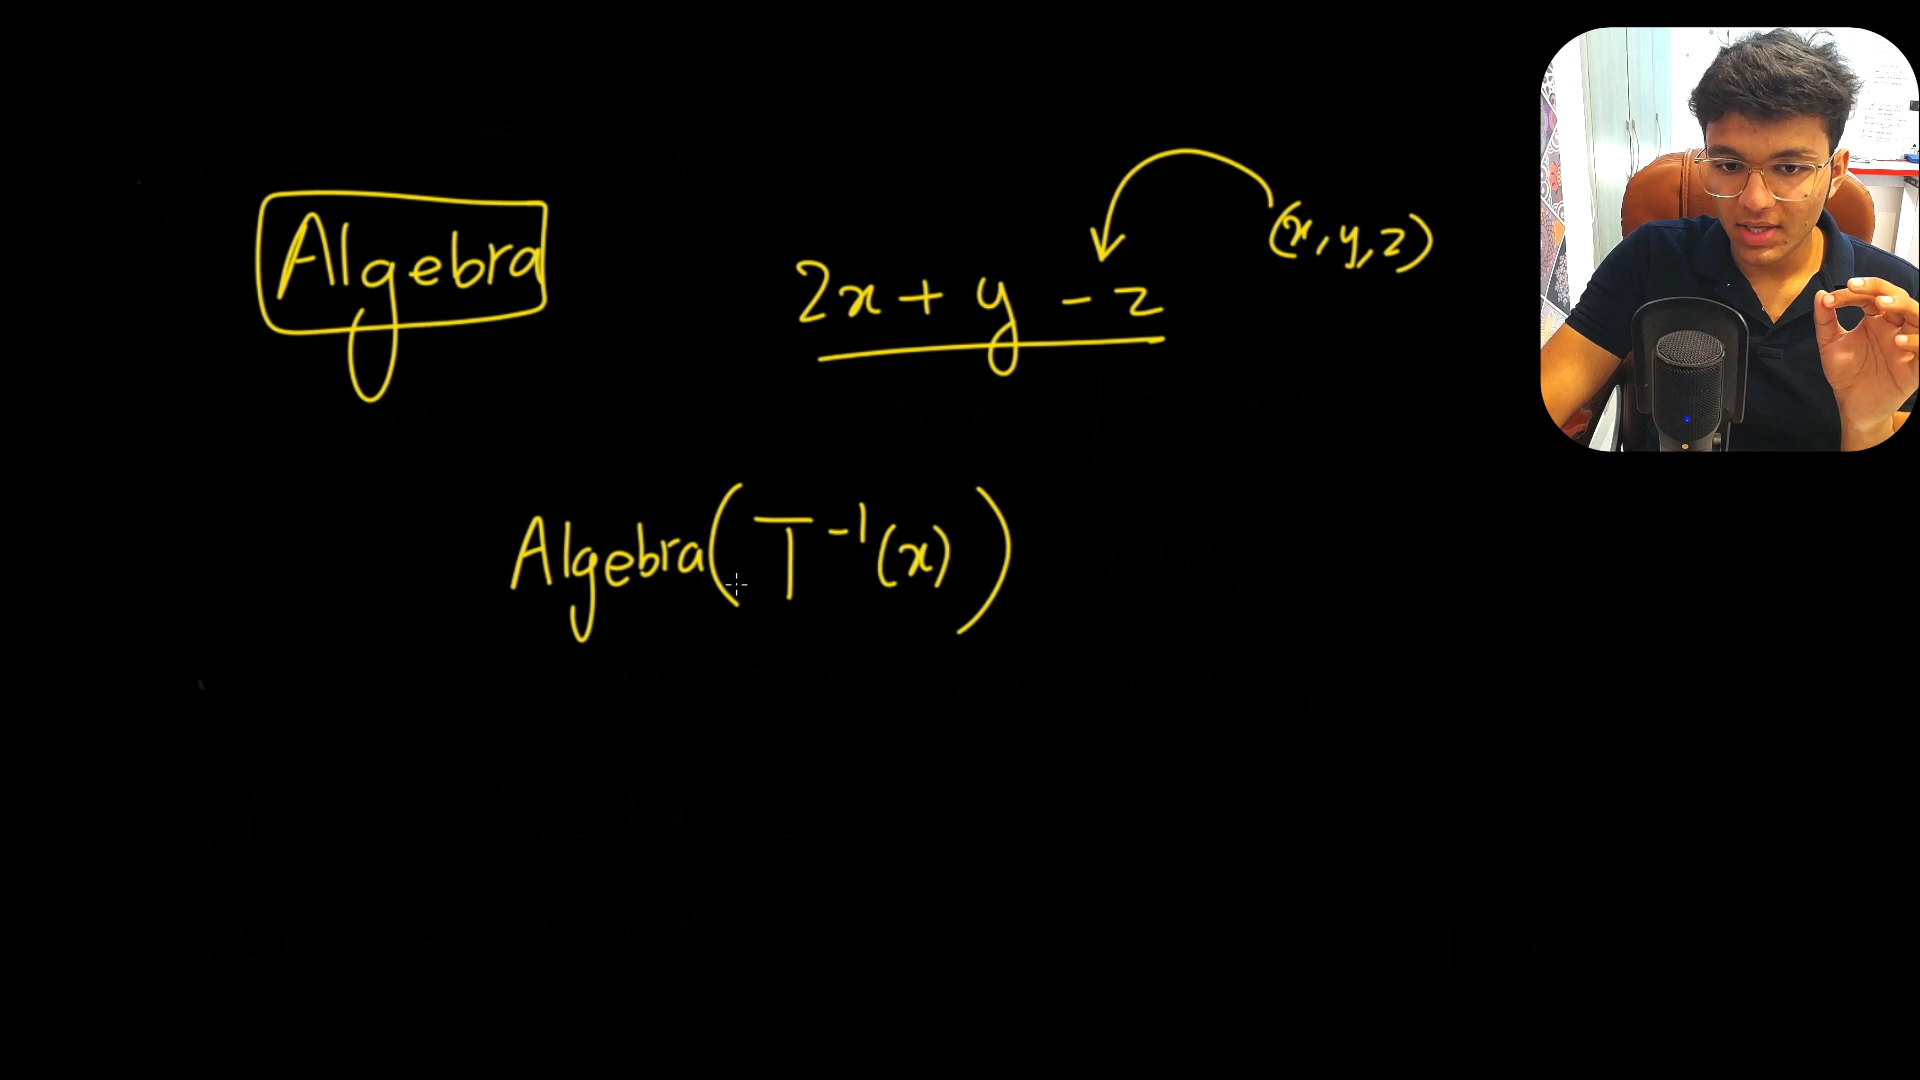 (x, y, z)
Algebra
2x + y - z
Algebra(T⁻¹(x))